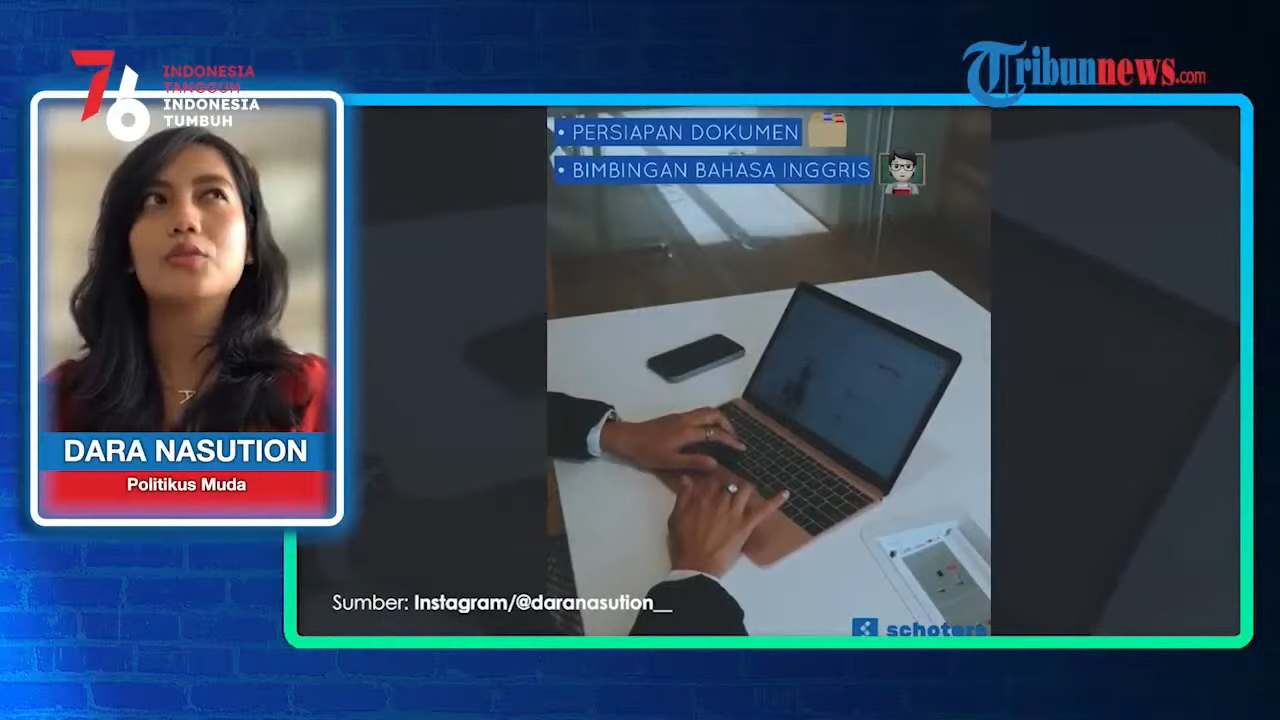 76
INDONESIA
TANGGUH
INDONESIA
TUMBUH
Tribunnews.com
• PERSIAPAN DOKUMEN
• BIMBINGAN BAHASA INGGRIS
DARA NASUTION
Politikus Muda
Sumber: Instagram/@daranasution__
schoters